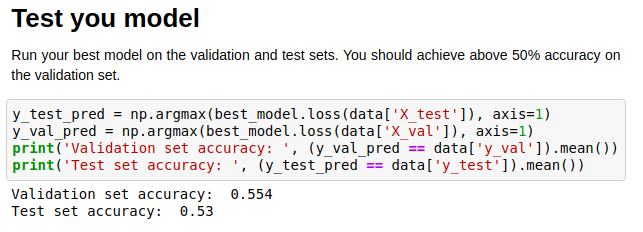 Test you model
Run your best model on the validation and test sets. You should achieve above 50% accuracy on
the validation set.
y_test_pred = np.argmax(best_model.loss(data['X_test']), axis=1)
y_val_pred = np.argmax(best_model.loss(data['X_val']), axis=1)
print('Validation set accuracy: ', (y_val_pred == data['y_val']).mean())
print('Test set accuracy: ', (y_test_pred == data['y_test']).mean())
Validation set accuracy:  0.554
Test set accuracy:  0.53